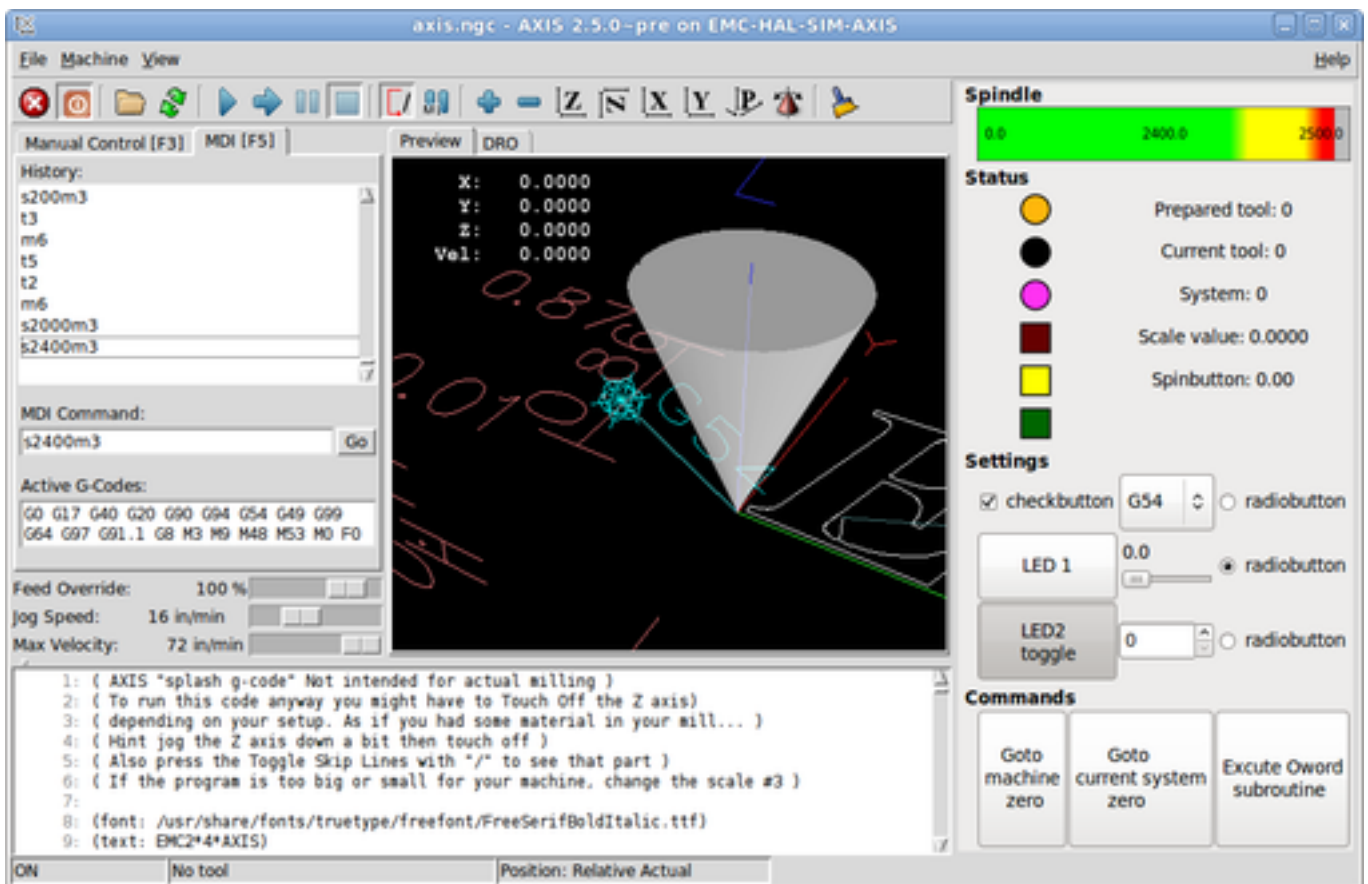 axis.ngc - AXIS 2.5.0~pre on EMC-HAL-SIM-AXIS
File Machine View Help
Manual Control [F3] MDI [F5]
History:
s200m3
t3
m6
t5
t2
m6
s2000m3
s2400m3
MDI Command:
s2400m3 Go
Active G-Codes:
G0 G17 G40 G20 G90 G94 G54 G49 G99
G64 G97 G91.1 G8 M3 M9 M48 M53 M0 F0
Feed Override: 100 %
Jog Speed: 16 in/min
Max Velocity: 72 in/min
Preview DRO
X: 0.0000
Y: 0.0000
Z: 0.0000
Vel: 0.0000
Spindle
0.0 2400.0 2500.0
Status
Prepared tool: 0
Current tool: 0
System: 0
Scale value: 0.0000
Spinbutton: 0.00
Settings
checkbutton G54 radiobutton
LED 1 0.0 radiobutton
LED2
toggle 0 radiobutton
Commands
Goto
machine
zero
Goto
current system
zero
Excute Oword
subroutine
1: ( AXIS "splash g-code" Not intended for actual milling )
2: ( To run this code anyway you might have to Touch Off the Z axis)
3: ( depending on your setup. As if you had some material in your mill... )
4: ( Hint jog the Z axis down a bit then touch off )
5: ( Also press the Toggle Skip Lines with "/" to see that part )
6: ( If the program is too big or small for your machine, change the scale #3 )
7:
8: (font: /usr/share/fonts/truetype/freefont/FreeSerifBoldItalic.ttf)
9: (text: EMC2*4*AXIS)
ON No tool Position: Relative Actual